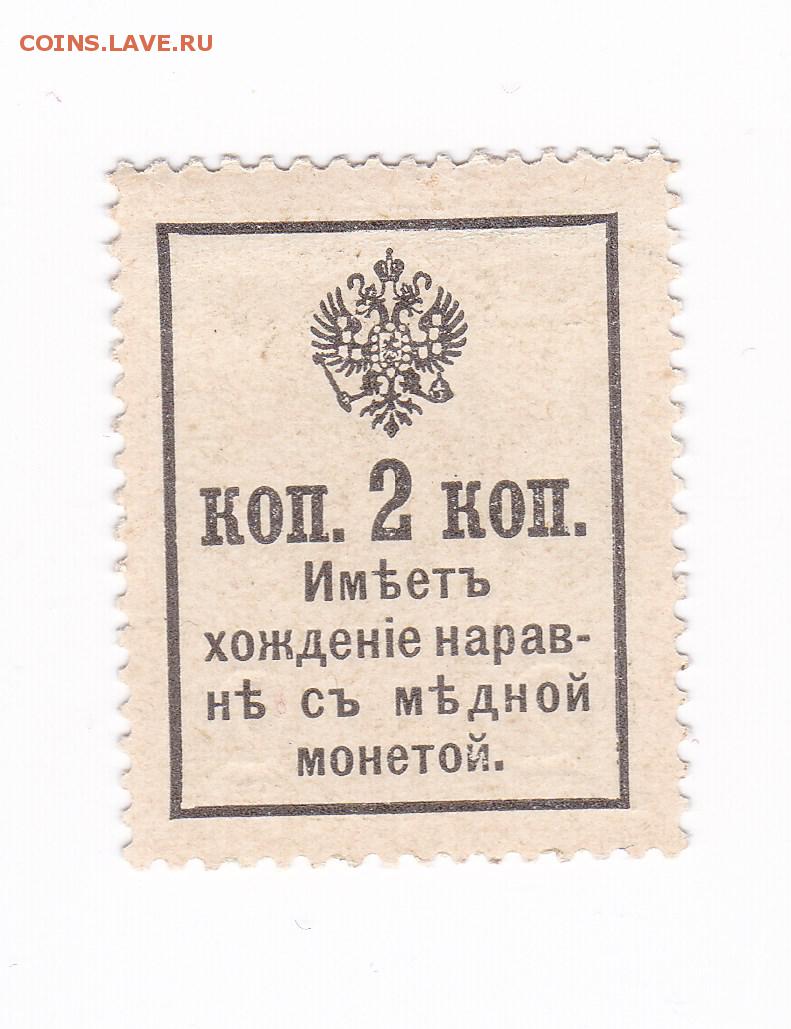 COINS.LAVE.RU
КОП. 2 КОП.
Имѣетъ
хожденіе нарав-
нѣ съ мѣдной
монетой.